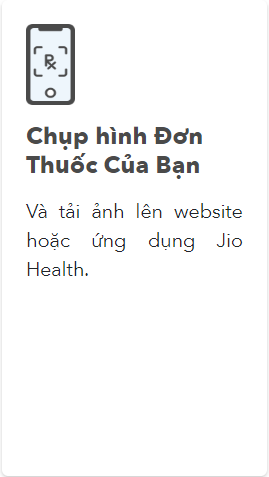 ℞
Chụp hình Đơn
Thuốc Của Bạn
Và tải ảnh lên website
hoặc ứng dụng Jio
Health.